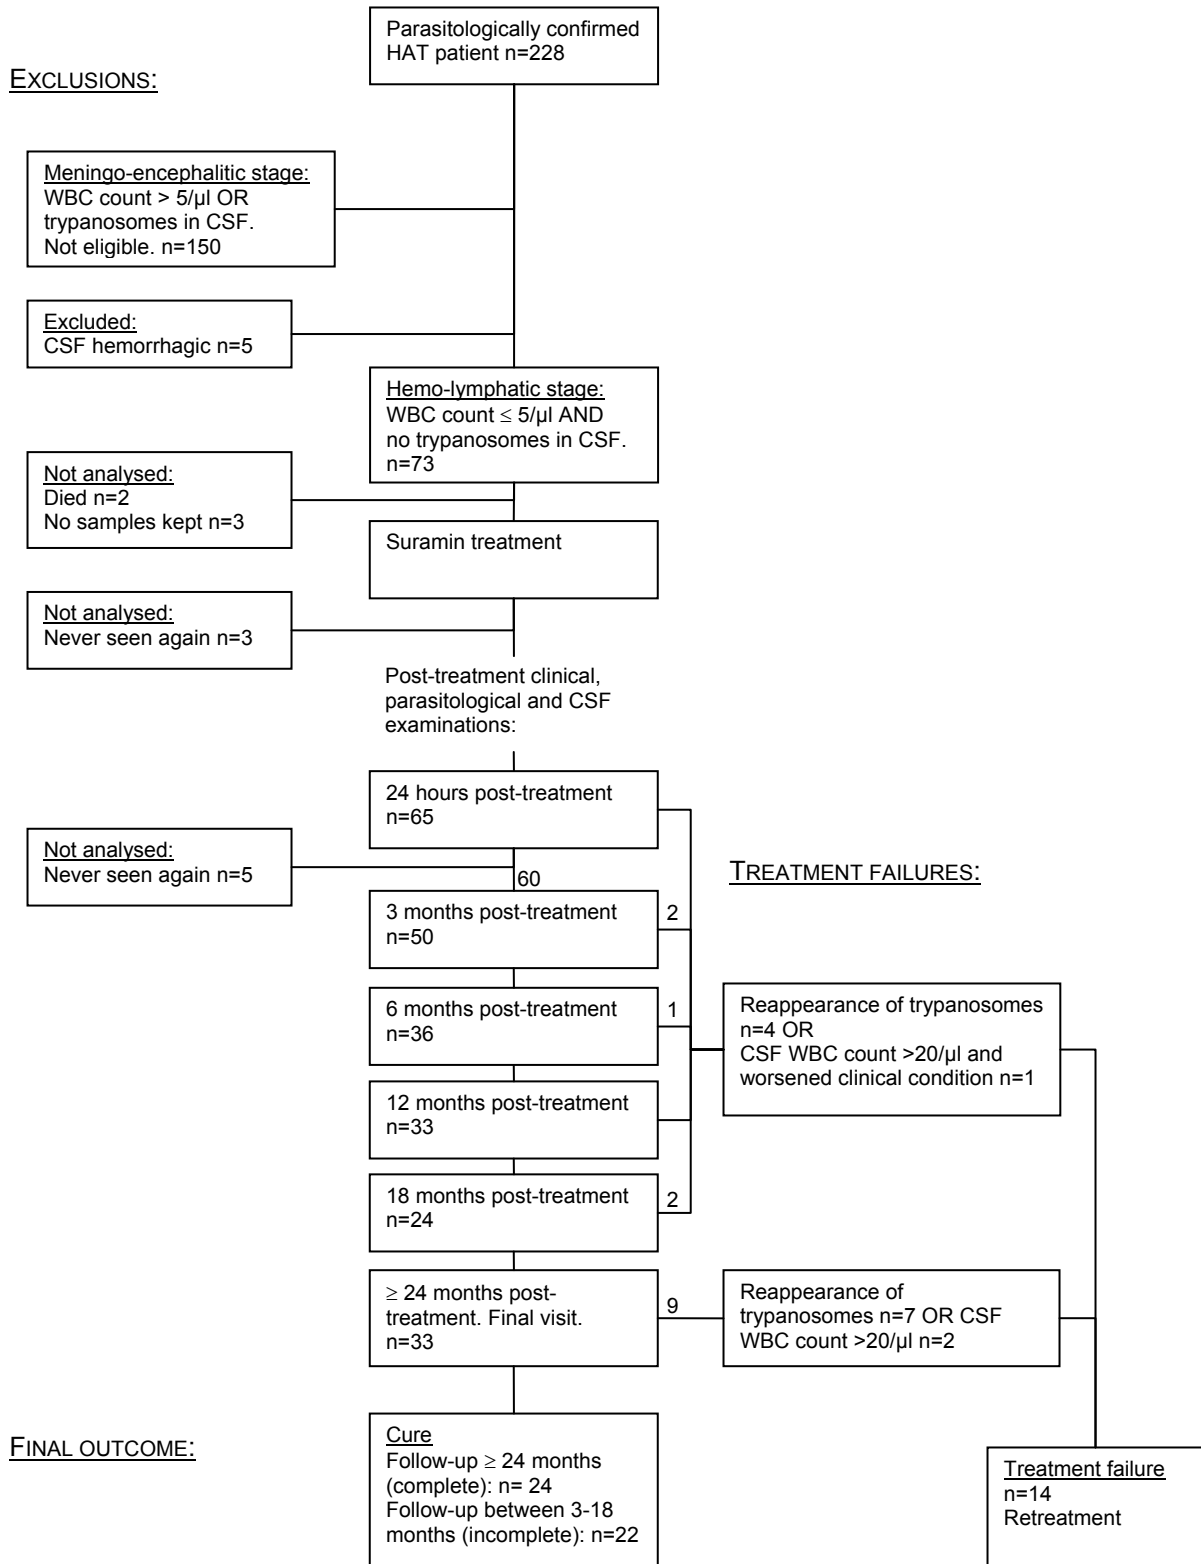 Parasitologically confirmed
HAT patient n=228
EXCLUSIONS:
Meningo-encephalitic stage:
WBC count > 5/µl OR
trypanosomes in CSF.
Not eligible. n=150
Excluded:
CSF hemorrhagic n=5
Hemo-lymphatic stage:
WBC count ≤ 5/µl AND
no trypanosomes in CSF.
n=73
Not analysed:
Died n=2
No samples kept n=3
Suramin treatment
Not analysed:
Never seen again n=3
Post-treatment clinical,
parasitological and CSF
examinations:
24 hours post-treatment
n=65
Not analysed:
Never seen again n=5
60
TREATMENT FAILURES:
3 months post-treatment
n=50
2
6 months post-treatment
n=36
1
Reappearance of trypanosomes
n=4 OR
CSF WBC count >20/µl and
worsened clinical condition n=1
12 months post-treatment
n=33
18 months post-treatment
n=24
2
≥ 24 months post-
treatment. Final visit.
n=33
9
Reappearance of
trypanosomes n=7 OR CSF
WBC count >20/µl n=2
FINAL OUTCOME:
Cure
Follow-up ≥ 24 months
(complete): n= 24
Follow-up between 3-18
months (incomplete): n=22
Treatment failure
n=14
Retreatment